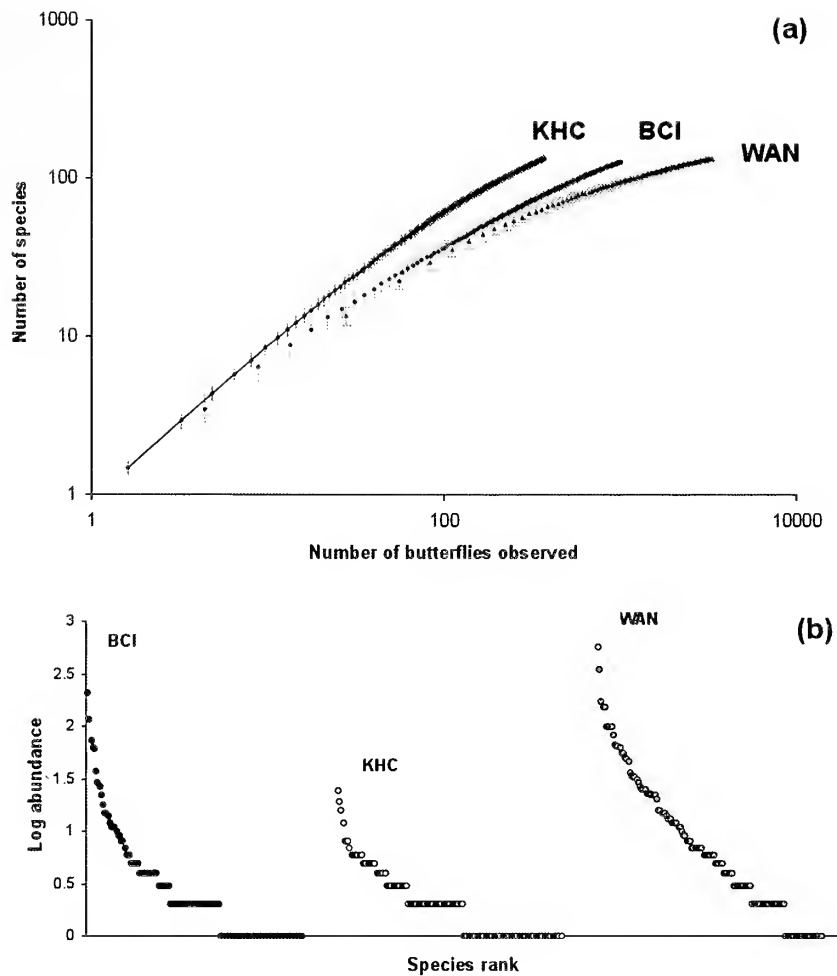 (a)
1000
KHC
BCI
WAN
100
Number of species
10
1
1
100
10000
Number of butterflies observed
(b)
3
BCI
WAN
2.5
2
KHC
1.5
Log abundance
1
0.5
0
Species rank